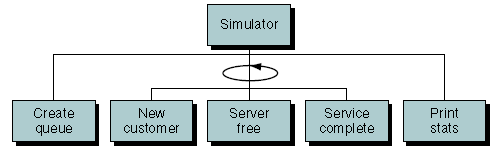 Simulator
Create
queue
New
customer
Server
free
Service
complete
Print
stats